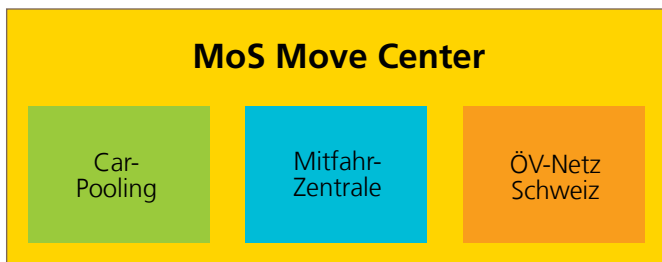 MoS Move Center
Car-
Pooling
Mitfahr-
Zentrale
ÖV-Netz
Schweiz